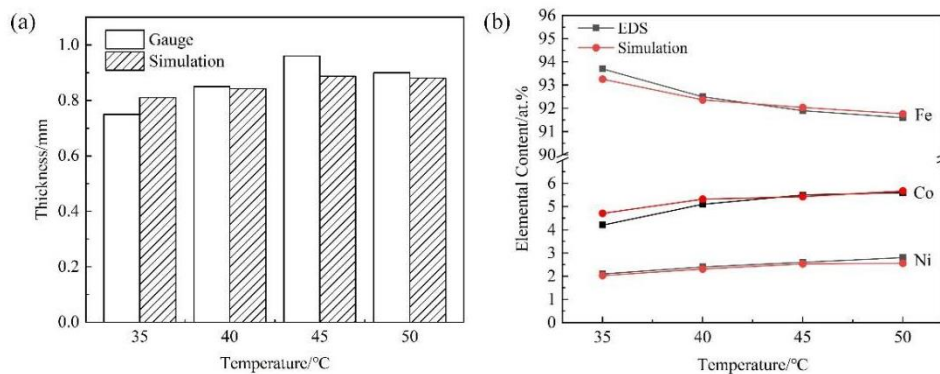 (a)
Gauge
Simulation
Thickness/mm
1.0
0.8
0.6
0.4
0.2
0.0
35 40 45 50
Temperature/°C
(b)
EDS
Simulation
Elemental Content/at.%
96
95
94
93
92
91
90
6
5
4
3
2
1
0
Fe
Co
Ni
35 40 45 50
Temperature/°C